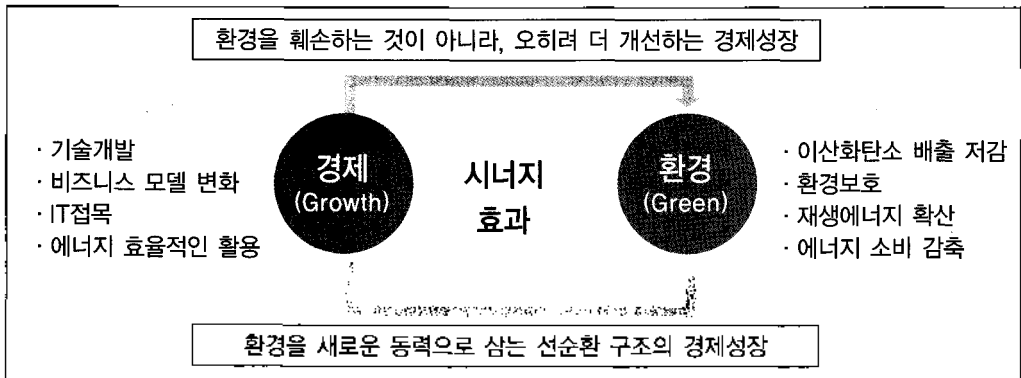 환경을 훼손하는 것이 아니라, 오히려 더 개선하는 경제성장
· 기술개발
· 비즈니스 모델 변화
· IT접목
· 에너지 효율적인 활용
경제
(Growth)
시너지
효과
환경
(Green)
· 이산화탄소 배출 저감
· 환경보호
· 재생에너지 확산
· 에너지 소비 감축
환경을 새로운 동력으로 삼는 선순환 구조의 경제성장